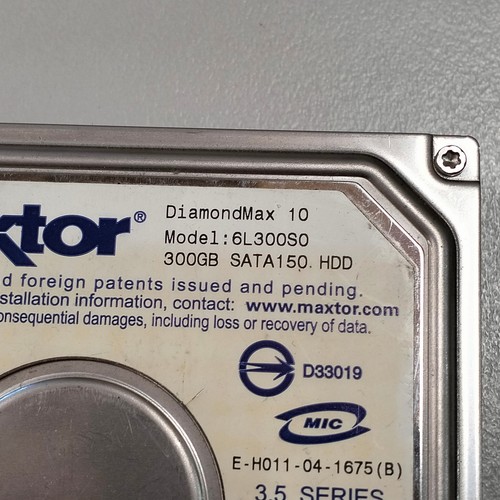 xtor®
DiamondMax 10
Model:6L300S0
300GB SATA150 HDD
d foreign patents issued and pending.
stallation information, contact: www.maxtor.com
onsequential damages, including loss or recovery of data.
D33019
MIC
E-H011-04-1675(B)
3.5 SERIES